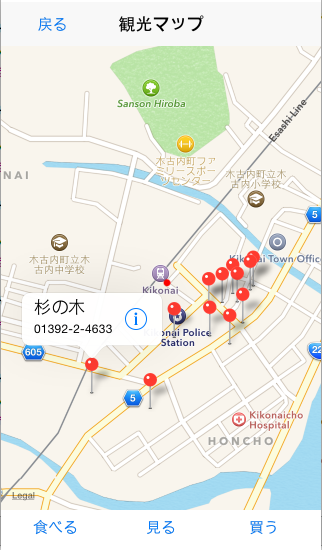 戻る
観光マップ
Sanson Hiroba
Esashi Line
木古内町ファ
ミリースポー
ツセンター
木古内町立木
古内小学校
NAI
5
木古内町立木
古内中学校
Kikonai Town Office
Kikonai
杉の木
01392-2-4633
onai Police
Station
605
22
5
Kikonaicho
Hospital
HONCHO
Legal
食べる
見る
買う